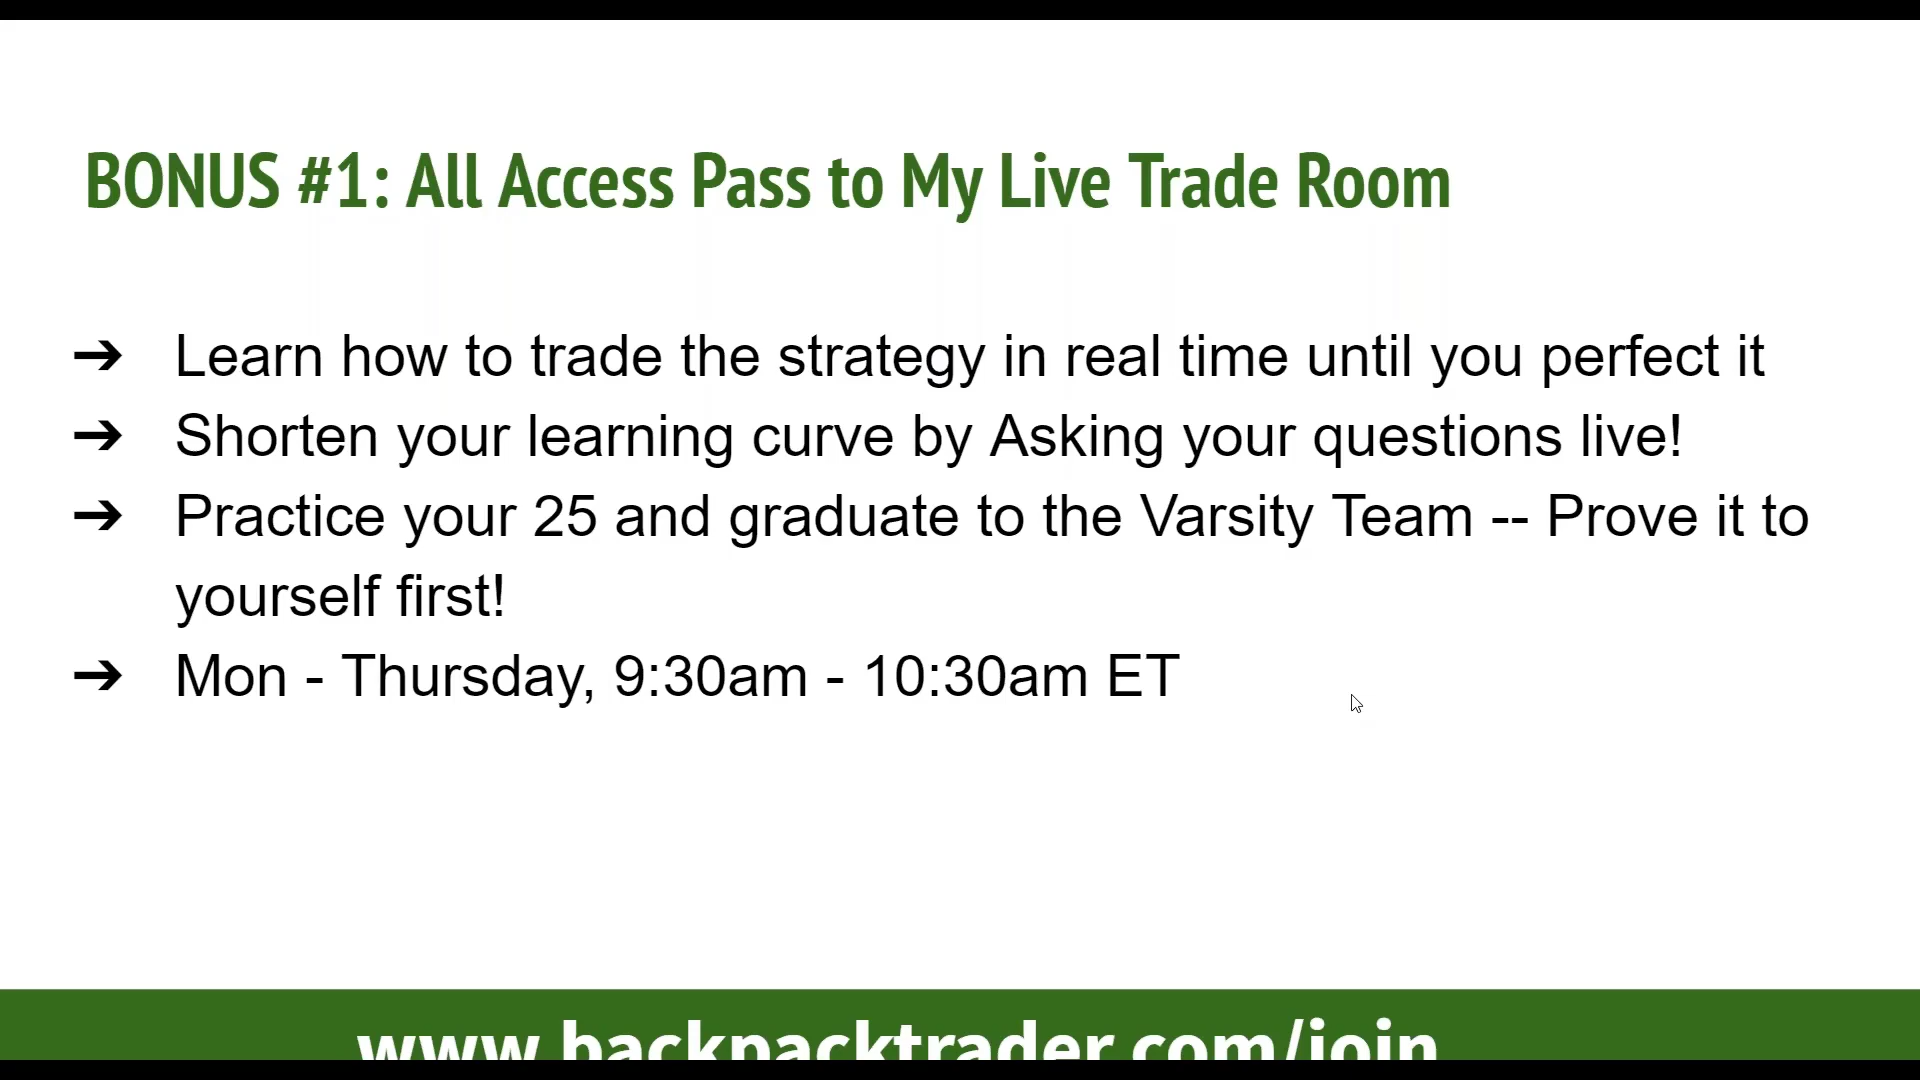 BONUS #1: All Access Pass to My Live Trade Room
➔ Learn how to trade the strategy in real time until you perfect it
➔ Shorten your learning curve by Asking your questions live!
➔ Practice your 25 and graduate to the Varsity Team -- Prove it to
yourself first!
➔ Mon - Thursday, 9:30am - 10:30am ET
www.backpacktrader.com/join